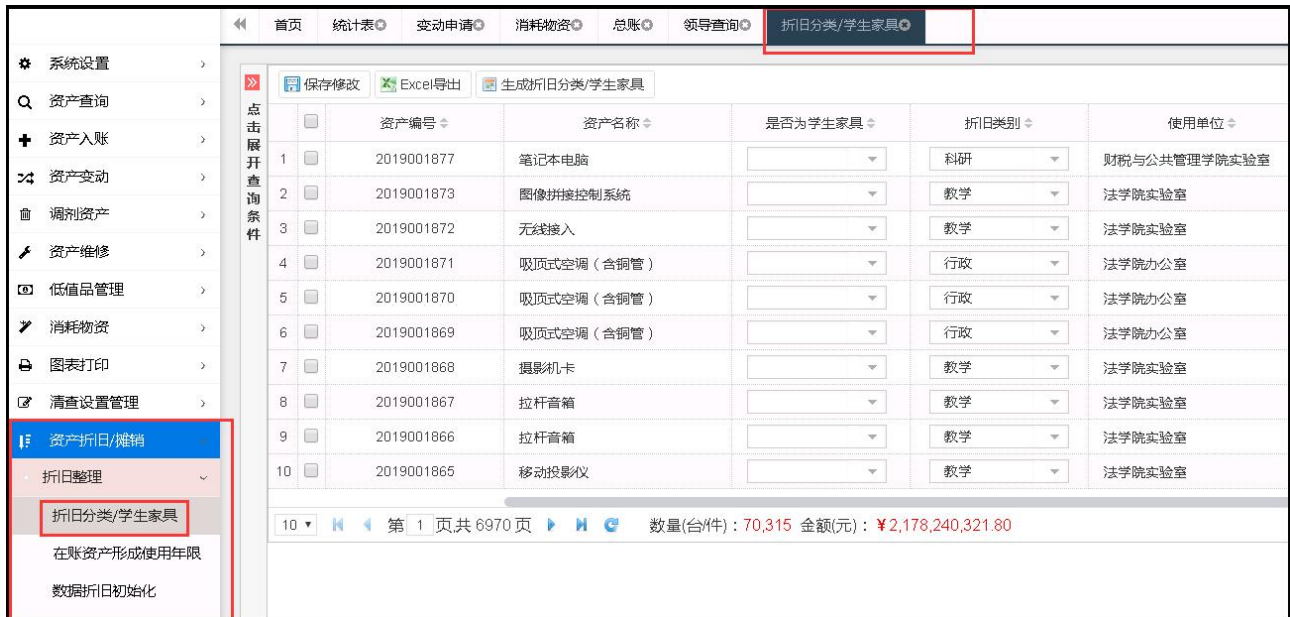 首页 统计表 变动申请 消耗物资 总账 领导查询 折旧分类/学生家具
系统设置
资产查询
资产入账
资产变动
调剂资产
资产维修
低值品管理
消耗物资
图表打印
清查设置管理
资产折旧/摊销
折旧整理
折旧分类/学生家具
在账资产形成使用年限
数据折旧初始化
点击展开查询条件
保存修改 Excel导出 生成折旧分类/学生家具
资产编号 资产名称 是否为学生家具 折旧类别 使用单位
1 2019001877 笔记本电脑 科研 财税与公共管理学院实验室
2 2019001873 图像拼接控制系统 教学 法学院实验室
3 2019001872 无线接入 教学 法学院实验室
4 2019001871 吸顶式空调（含铜管） 行政 法学院办公室
5 2019001870 吸顶式空调（含铜管） 行政 法学院办公室
6 2019001869 吸顶式空调（含铜管） 行政 法学院办公室
7 2019001868 摄影机卡 教学 法学院实验室
8 2019001867 拉杆音箱 教学 法学院实验室
9 2019001866 拉杆音箱 教学 法学院实验室
10 2019001865 移动投影仪 教学 法学院实验室
10 第 1 页,共 6970 页 数量(台/件)：70,315 金额(元)：¥2,178,240,321.80